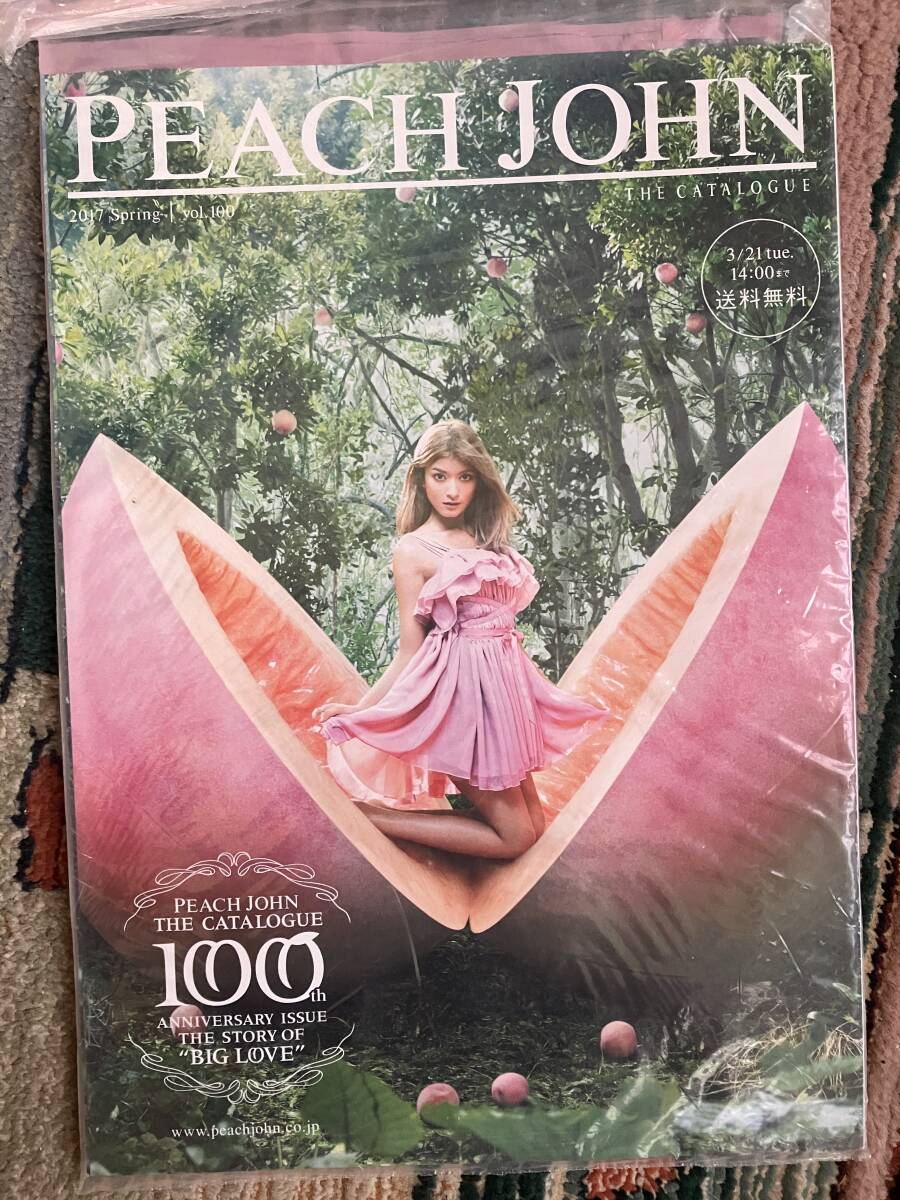 PEACH JOHN
THE CATALOGUE
2017 Spring | vol.100
3/21 tue.
14:00まで
送料無料
PEACH JOHN
THE CATALOGUE
100th
ANNIVERSARY ISSUE
THE STORY OF
“BIG LOVE”
www.peachjohn.co.jp